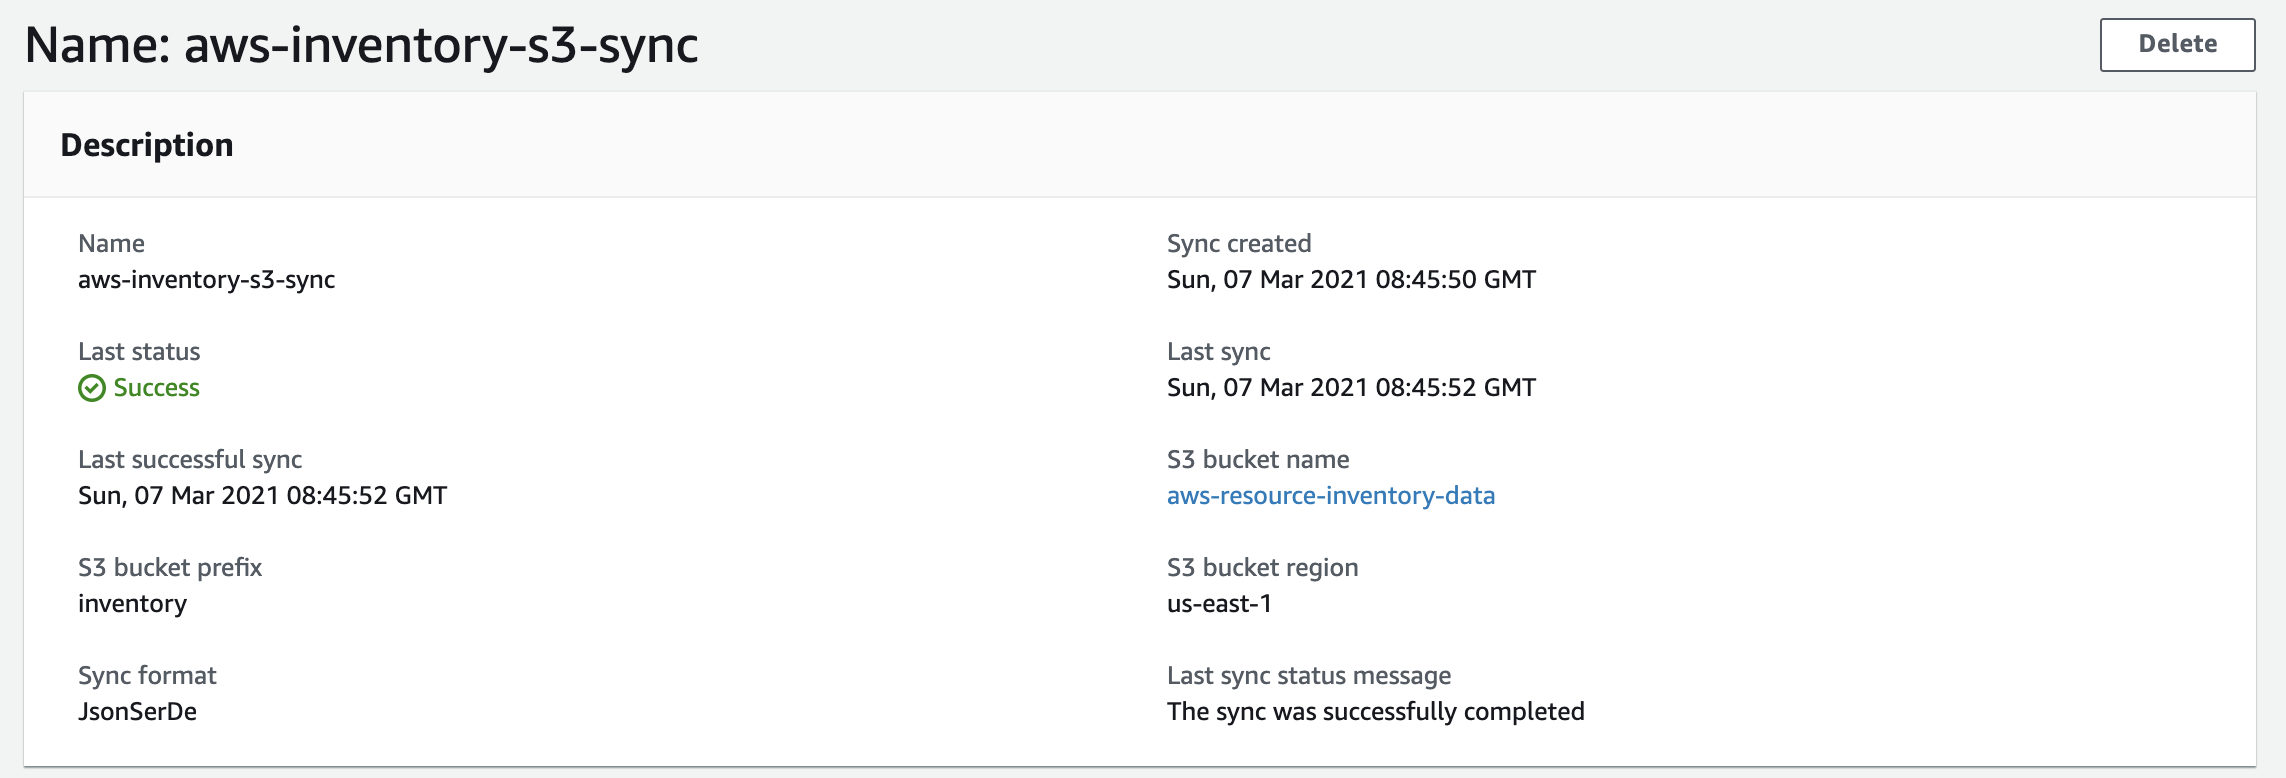 Name: aws-inventory-s3-sync
Delete
Description
Name
aws-inventory-s3-sync
Sync created
Sun, 07 Mar 2021 08:45:50 GMT
Last status
Success
Last sync
Sun, 07 Mar 2021 08:45:52 GMT
Last successful sync
Sun, 07 Mar 2021 08:45:52 GMT
S3 bucket name
aws-resource-inventory-data
S3 bucket prefix
inventory
S3 bucket region
us-east-1
Sync format
JsonSerDe
Last sync status message
The sync was successfully completed